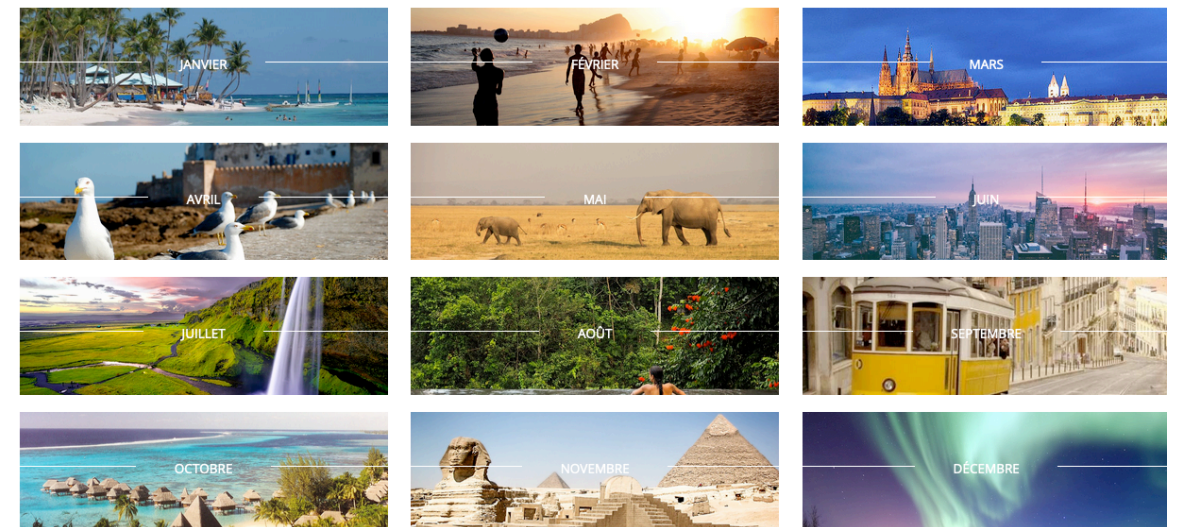 JANVIER
FÉVRIER
MARS
AVRIL
MAI
JUIN
JUILLET
AOÛT
SEPTEMBRE
OCTOBRE
NOVEMBRE
DÉCEMBRE